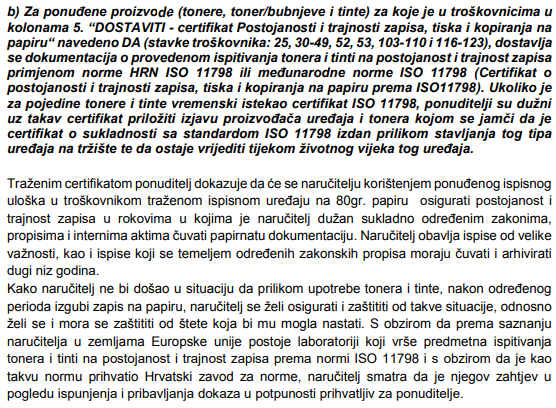 b) Za ponuđene proizvode (tonere, toner/bubnjeve i tinte) za koje je u troškovnicima u
kolonama 5. “DOSTAVITI - certifikat Postojanosti i trajnosti zapisa, tiska i kopiranja na
papiru“ navedeno DA (stavke troškovnika: 25, 30-49, 52, 53, 103-110 i 116-123), dostavlja
se dokumentacija o provedenom ispitivanju tonera i tinti na postojanost i trajnost zapisa
primjenom norme HRN ISO 11798 ili međunarodne norme ISO 11798 (Certifikat o
postojanosti i trajnosti zapisa, tiska i kopiranja na papiru prema ISO11798). Ukoliko je
za pojedine tonere i tinte vremenski istekao certifikat ISO 11798, ponuditelji su dužni
uz takav certifikat priložiti izjavu proizvođača uređaja i tonera kojom se jamči da je
certifikat o sukladnosti sa standardom ISO 11798 izdan prilikom stavljanja tog tipa
uređaja na tržište te da ostaje vrijediti tijekom životnog vijeka tog uređaja.
Traženim certifikatom ponuditelj dokazuje da će se naručitelju korištenjem ponuđenog ispisnog
uloška u troškovnikom traženom ispisnom uređaju na 80gr. papiru osigurati postojanost i
trajnost zapisa u rokovima u kojima je naručitelj dužan sukladno određenim zakonima,
propisima i internima aktima čuvati papirnatu dokumentaciju. Naručitelj obavlja ispise od velike
važnosti, kao i ispise koji se temeljem određenih zakonskih propisa moraju čuvati i arhivirati
dugi niz godina.
Kako naručitelj ne bi došao u situaciju da prilikom upotrebe tonera i tinte, nakon određenog
perioda izgubi zapis na papiru, naručitelj se želi osigurati i zaštititi od takve situacije, odnosno
želi se i mora se zaštititi od štete koja bi mu mogla nastati. S obzirom da prema saznanju
naručitelja u zemljama Europske unije postoje laboratoriji koji vrše predmetna ispitivanja
tonera i tinti na postojanost i trajnost zapisa prema normi ISO 11798 i s obzirom da je kao
takvu normu prihvatio Hrvatski zavod za norme, naručitelj smatra da je njegov zahtjev u
pogledu ispunjenja i pribavljanja dokaza u potpunosti prihvatljiv za ponuditelje.